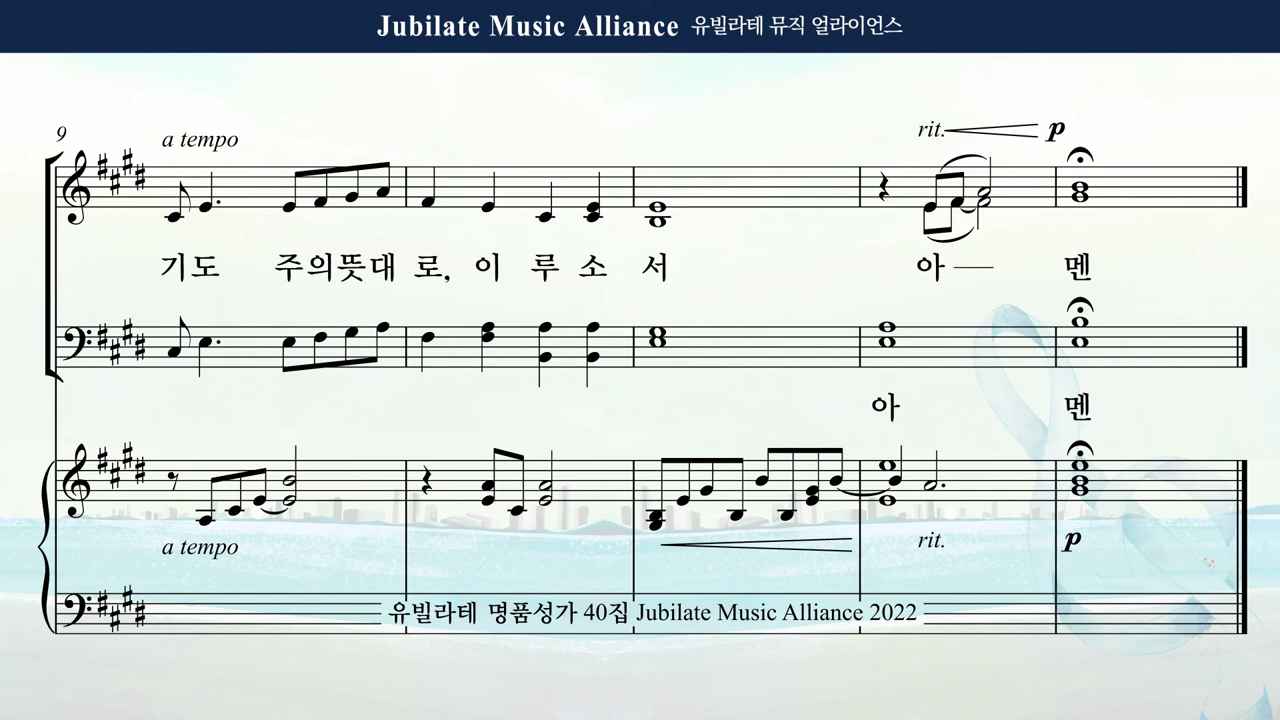 Jubilate Music Alliance 유빌라테 뮤직 얼라이언스
9
a tempo
rit. p
기도 주의뜻대 로, 이 루 소 서 아 멘
아 멘
a tempo rit. p
유빌라테 명품성가 40집 Jubilate Music Alliance 2022